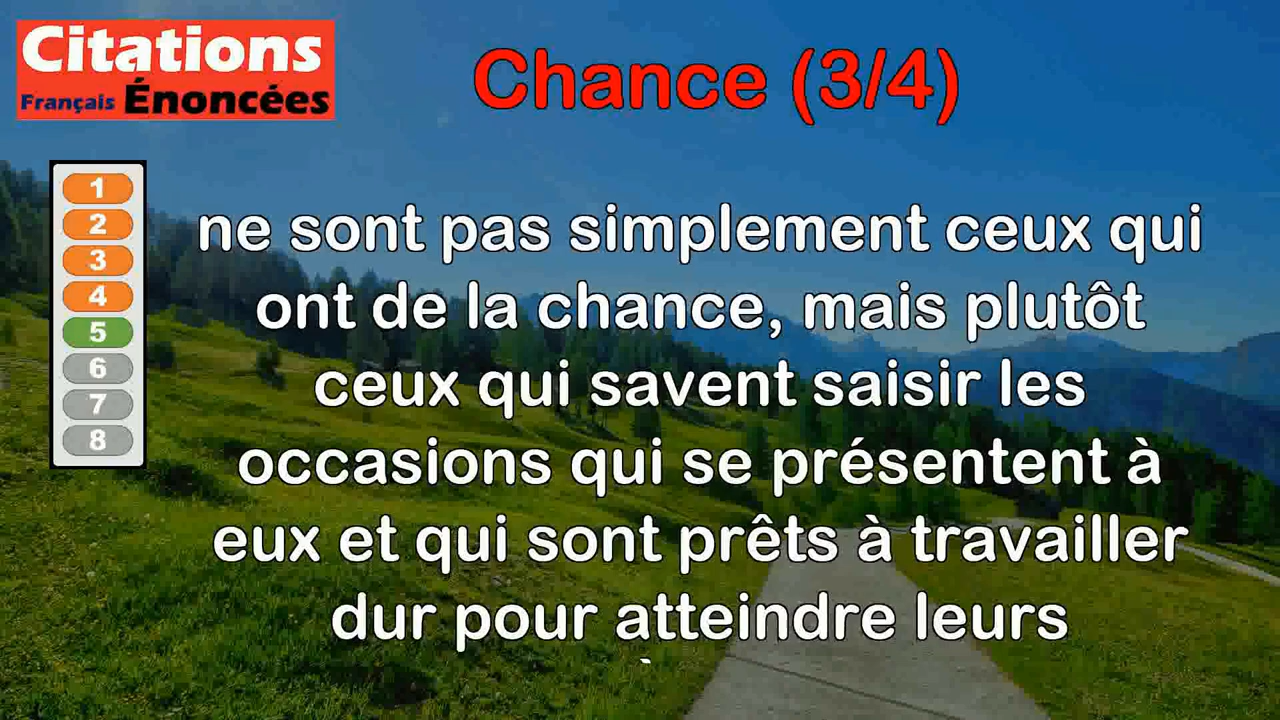 Citations
Français Énoncées
Chance (3/4)
1
2
3
4
5
6
7
8
ne sont pas simplement ceux qui
ont de la chance, mais plutôt
ceux qui savent saisir les
occasions qui se présentent à
eux et qui sont prêts à travailler
dur pour atteindre leurs